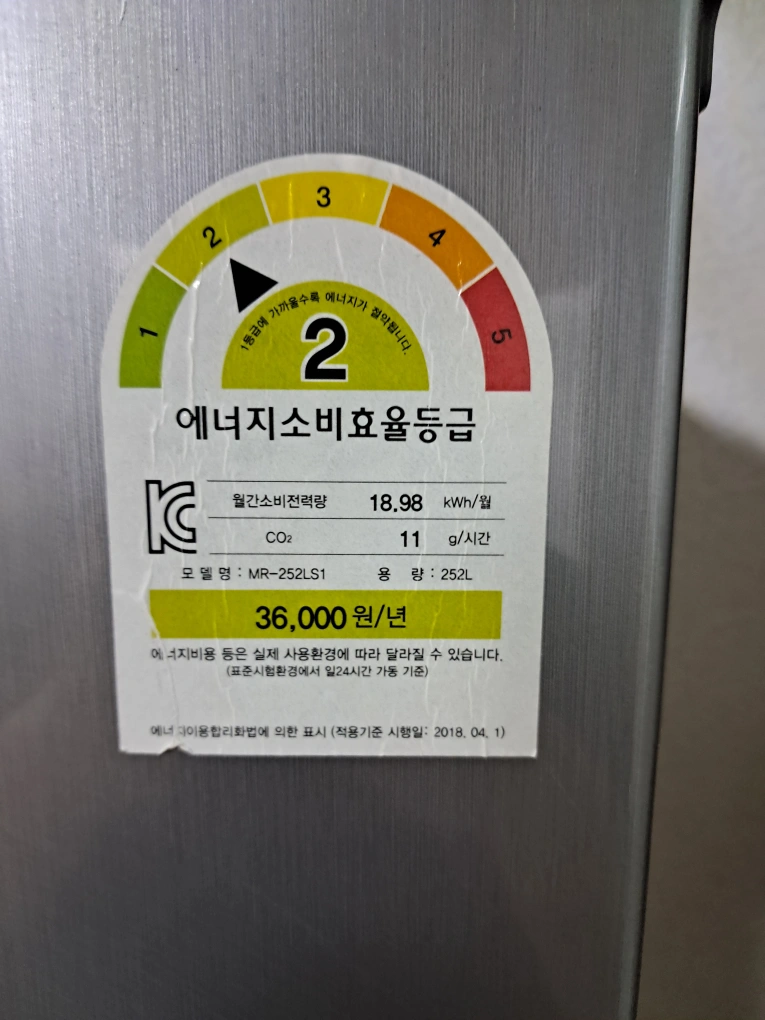 1
2
3
4
5
1등급에 가까울수록 에너지가 절약됩니다.
2
에너지소비효율등급
월간소비전력량 18.98 kWh/월
CO₂ 11 g/시간
모 델 명 : MR-252LS1 용 량 : 252L
36,000 원/년
에너지비용 등은 실제 사용환경에 따라 달라질 수 있습니다.
(표준시험환경에서 일24시간 가동 기준)
에너지이용합리화법에 의한 표시 (적용기준 시행일: 2018. 04. 1)